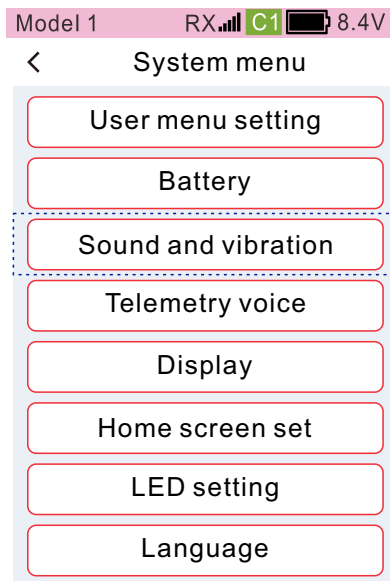 Model 1 RX C1 8.4V
< System menu
User menu setting
Battery
Sound and vibration
Telemetry voice
Display
Home screen set
LED setting
Language